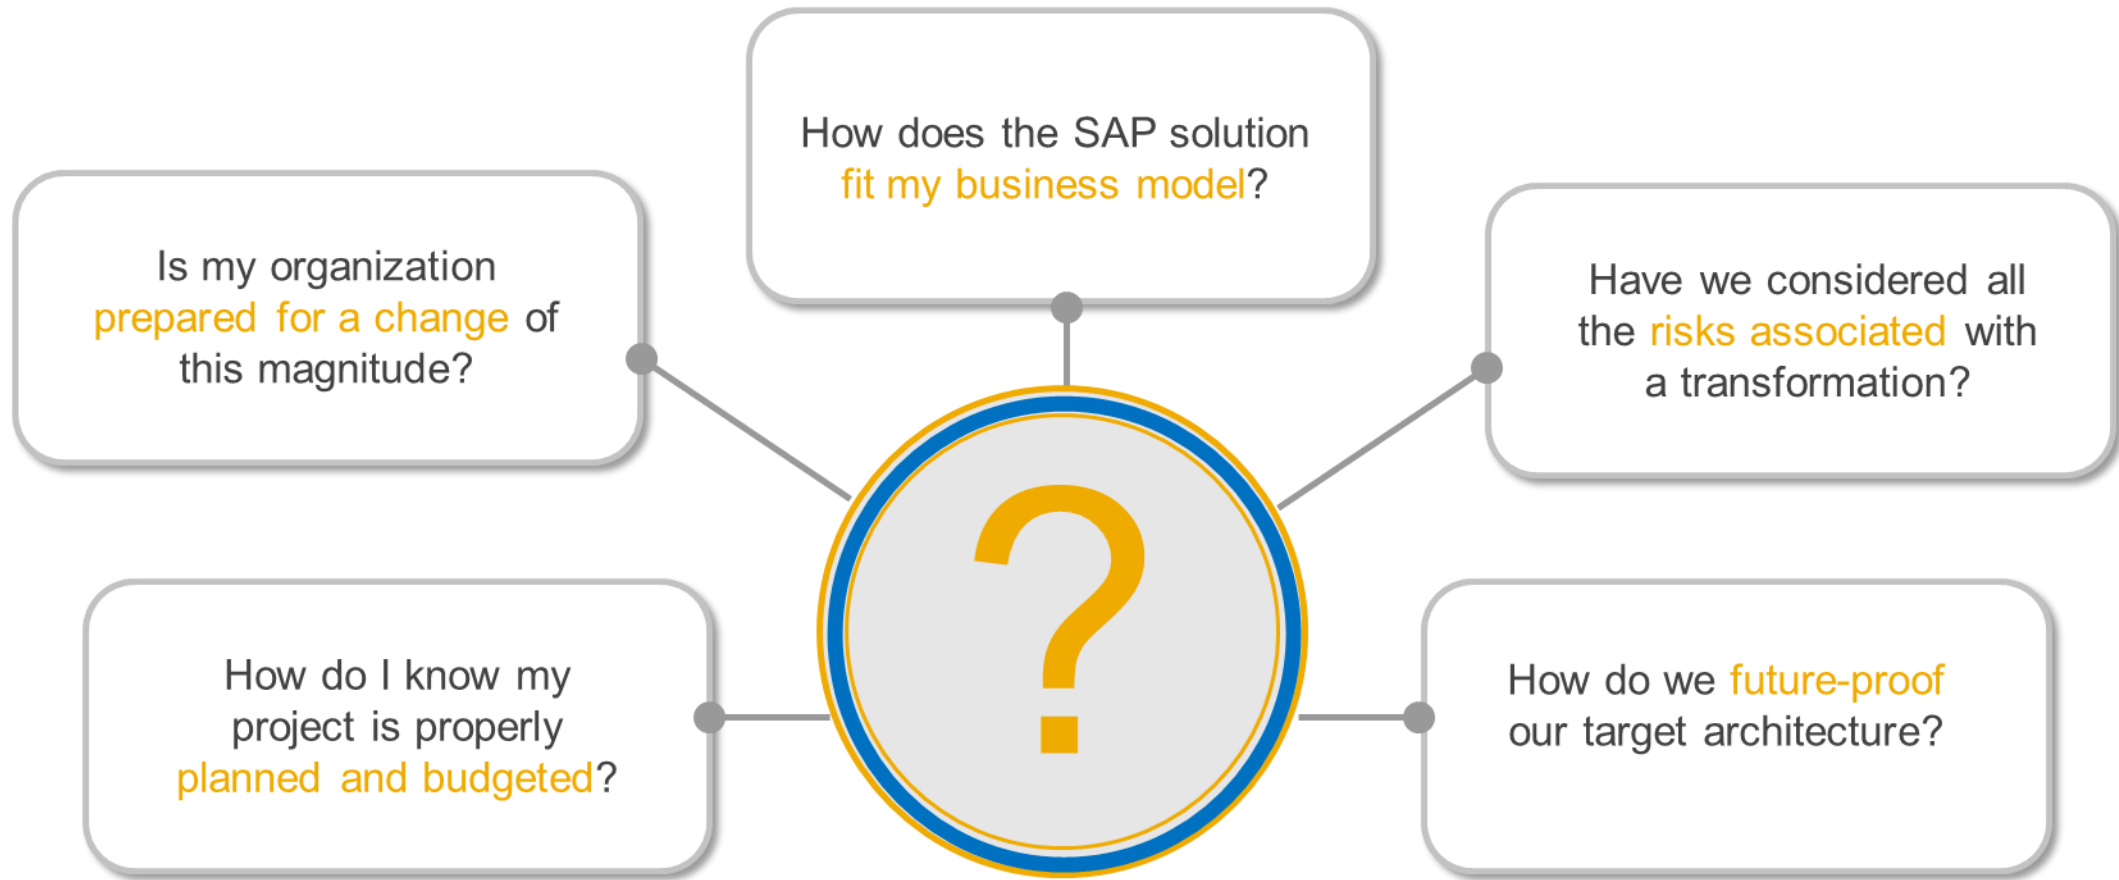 How does the SAP solution
fit my business model?
Is my organization
prepared for a change of
this magnitude?
Have we considered all
the risks associated with
a transformation?
?
How do I know my
project is properly
planned and budgeted?
How do we future-proof
our target architecture?